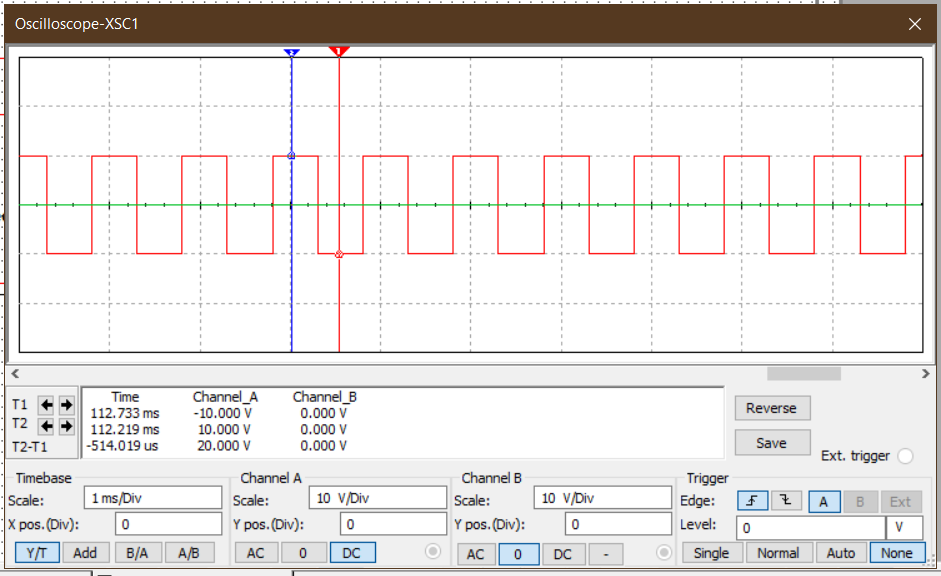 Oscilloscope-XSC1
2 1
Time Channel_A Channel_B
T1 112.733 ms -10.000 V 0.000 V
T2 112.219 ms 10.000 V 0.000 V
T2-T1 -514.019 us 20.000 V 0.000 V
Reverse
Save
Ext. trigger
Timebase Channel A Channel B Trigger
Scale: 1 ms/Div Scale: 10 V/Div Scale: 10 V/Div Edge: A B Ext
X pos.(Div): 0 Y pos.(Div): 0 Y pos.(Div): 0 Level: 0 V
Y/T Add B/A A/B AC 0 DC AC 0 DC - Single Normal Auto None